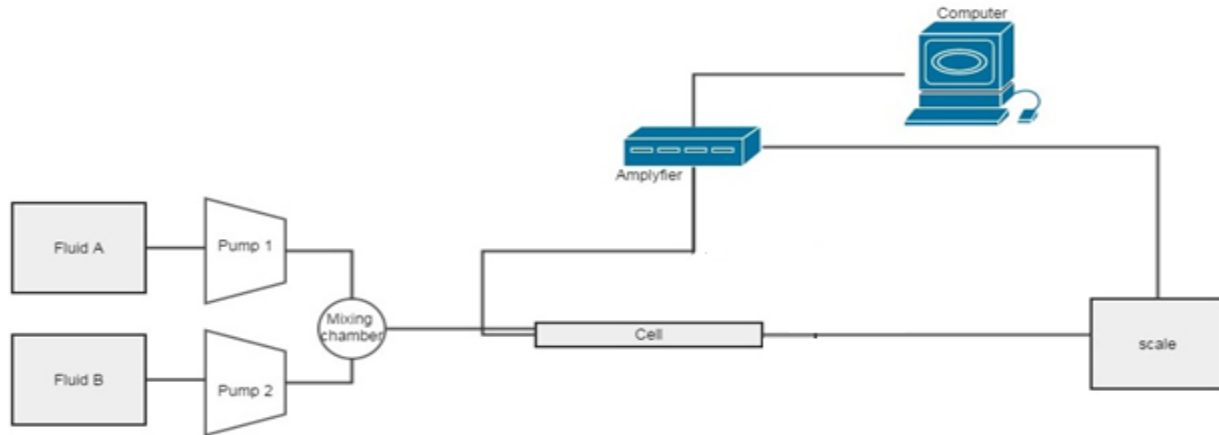 Computer
Amplyfier
Fluid A
Pump 1
Mixing
chamber
Cell
scale
Fluid B
Pump 2